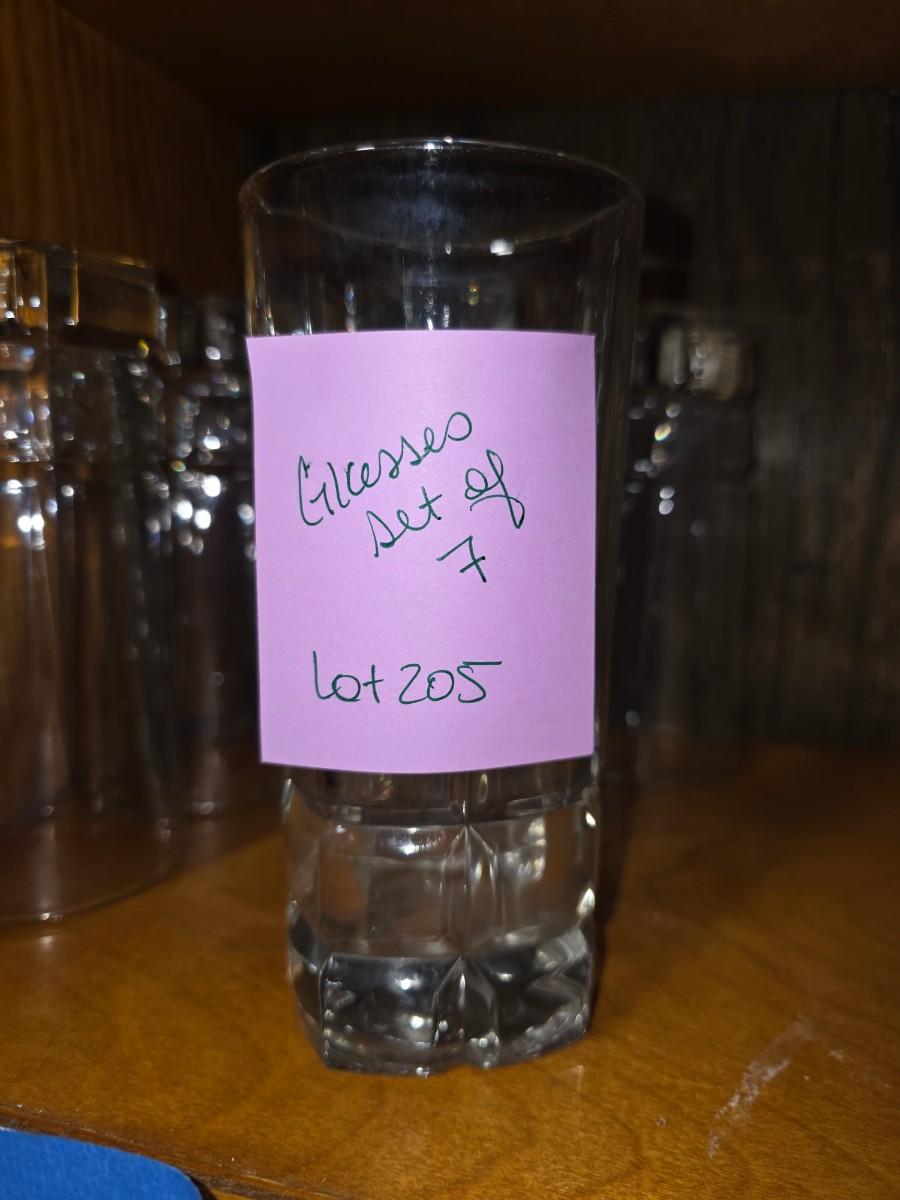 Glasses
set of
7
Lot 205